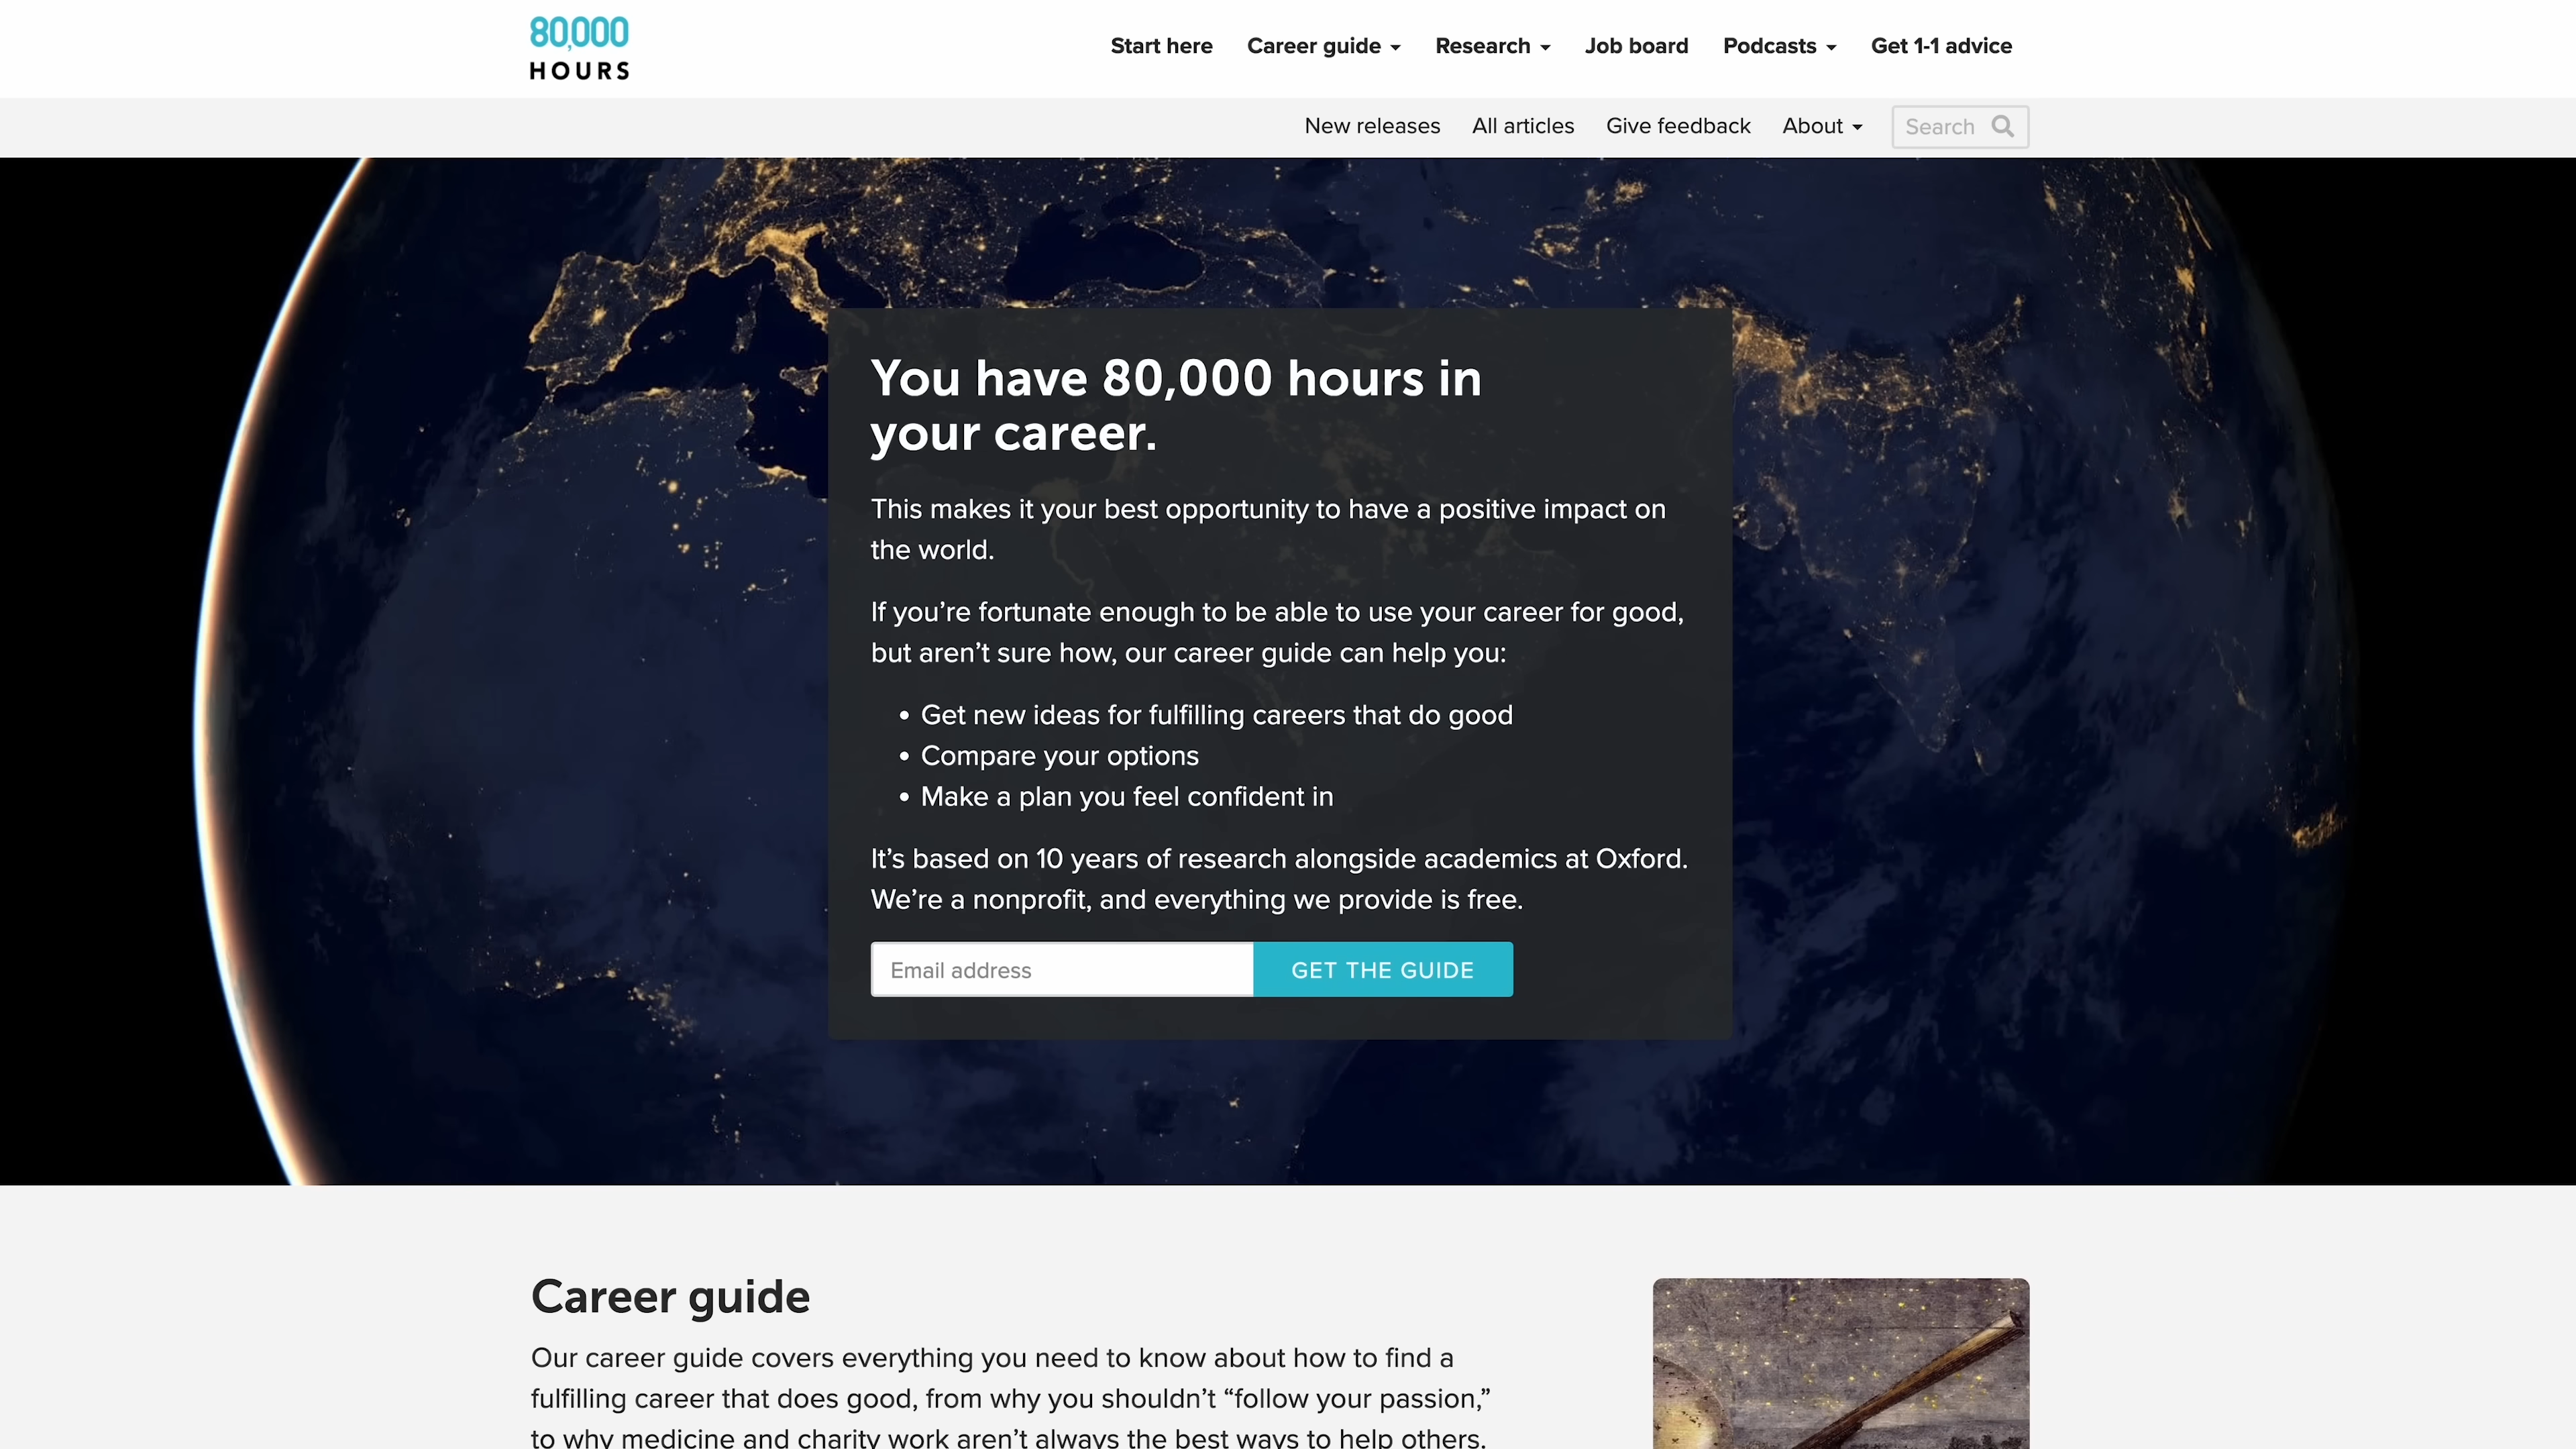 80,000
HOURS
Start here Career guide Research Job board Podcasts Get 1-1 advice
New releases All articles Give feedback About Search
You have 80,000 hours in
your career.
This makes it your best opportunity to have a positive impact on
the world.
If you’re fortunate enough to be able to use your career for good,
but aren’t sure how, our career guide can help you:
• Get new ideas for fulfilling careers that do good
• Compare your options
• Make a plan you feel confident in
It’s based on 10 years of research alongside academics at Oxford.
We’re a nonprofit, and everything we provide is free.
Email address GET THE GUIDE
Career guide
Our career guide covers everything you need to know about how to find a
fulfilling career that does good, from why you shouldn’t “follow your passion,”
to why medicine and charity work aren’t always the best ways to help others.